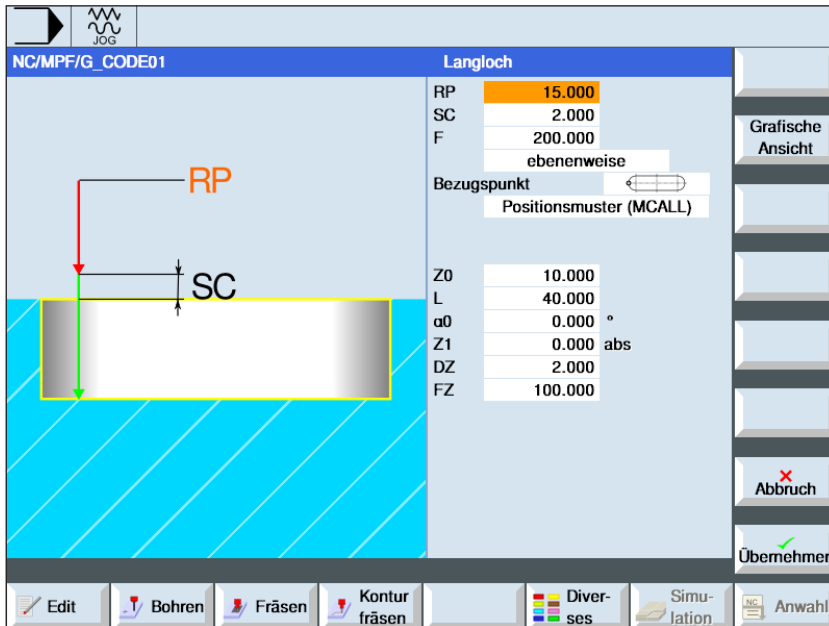 JOG
NC/MPF/G_CODE01
Langloch
RP 15.000
SC 2.000
F 200.000
ebenenweise
Bezugspunkt
Positionsmuster (MCALL)
Z0 10.000
L 40.000
α0 0.000 °
Z1 0.000 abs
DZ 2.000
FZ 100.000
RP
SC
Grafische
Ansicht
Abbruch
Übernehmen
Edit
Bohren
Fräsen
Kontur
fräsen
Diver-
ses
Simu-
lation
NC
Anwahl